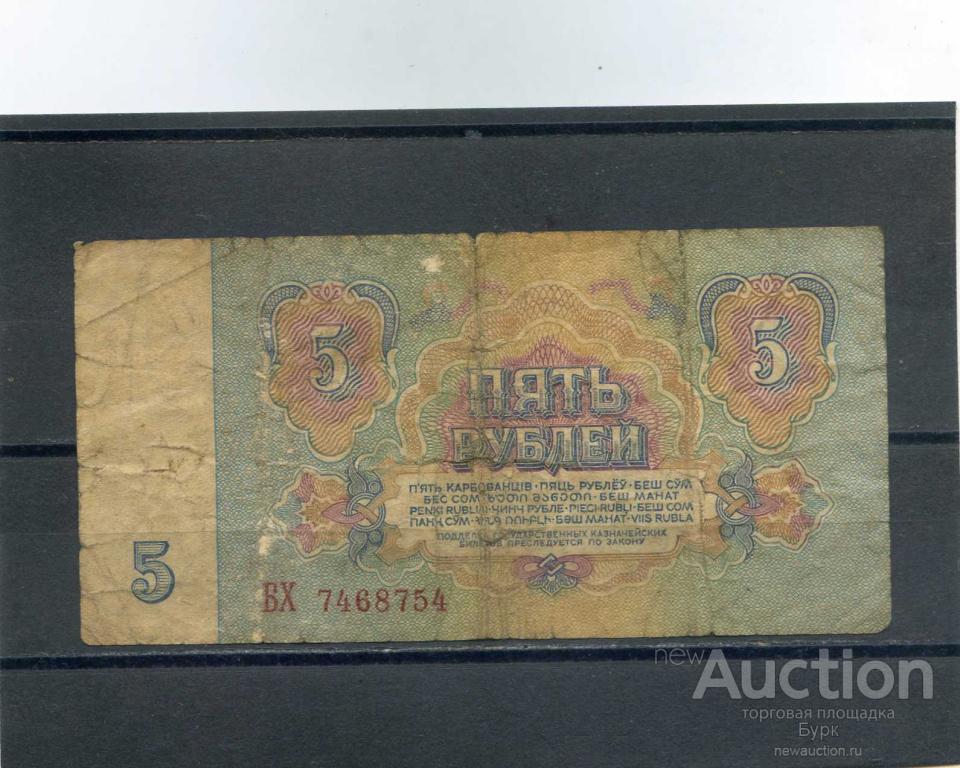 5
5
ПЯТЬ
РУБЛЕЙ
П'ЯТЬ КАРБОВАНЦІВ · ПЯЦЬ РУБЛЁЎ · БЕШ СЎМ
БЕС СОМ · ხუთი მანეთი · БЕШ МАНАТ
PENKI RUBLIAI · ЧИНЧ РУБЛЕ · PIECI RUBĻI · БЕШ СОМ
ПАНҶ СЎМ · ՀԻՆԳ ՌՈՒԲԼԻ · БӘШ МАНАТ · VIIS RUBLA
ПОДДЕЛКА ГОСУДАРСТВЕННЫХ КАЗНАЧЕЙСКИХ
БИЛЕТОВ ПРЕСЛЕДУЕТСЯ ПО ЗАКОНУ
5
БХ 7468754
newAuction
торговая площадка
Бурк
newauction.ru